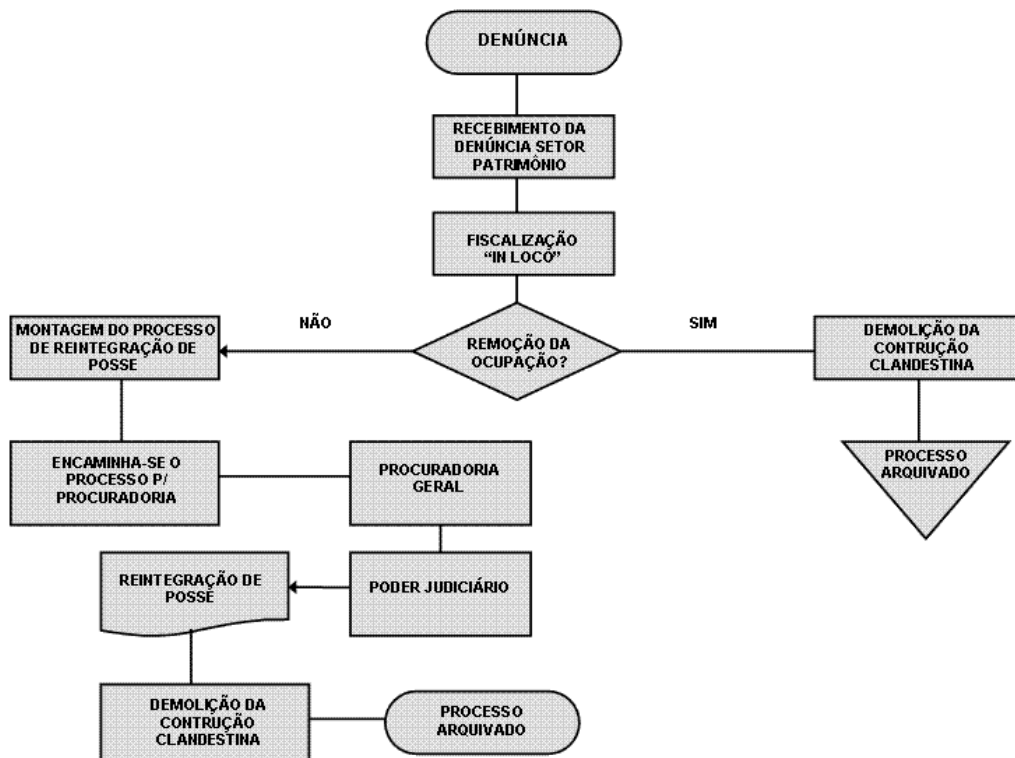 DENÚNCIA
RECEBIMENTO DA
DENÚNCIA SETOR
PATRIMÔNIO
FISCALIZAÇÃO
“IN LOCO”
NÃO
SIM
REMOÇÃO DA
OCUPAÇÃO?
MONTAGEM DO PROCESSO
DE REINTEGRAÇÃO DE
POSSE
DEMOLIÇÃO DA
CONTRUÇÃO
CLANDESTINA
ENCAMINHA-SE O
PROCESSO P/
PROCURADORIA
PROCURADORIA
GERAL
PROCESSO
ARQUIVADO
REINTEGRAÇÃO DE
POSSE
PODER JUDICIÁRIO
DEMOLIÇÃO DA
CONTRUÇÃO
CLANDESTINA
PROCESSO
ARQUIVADO